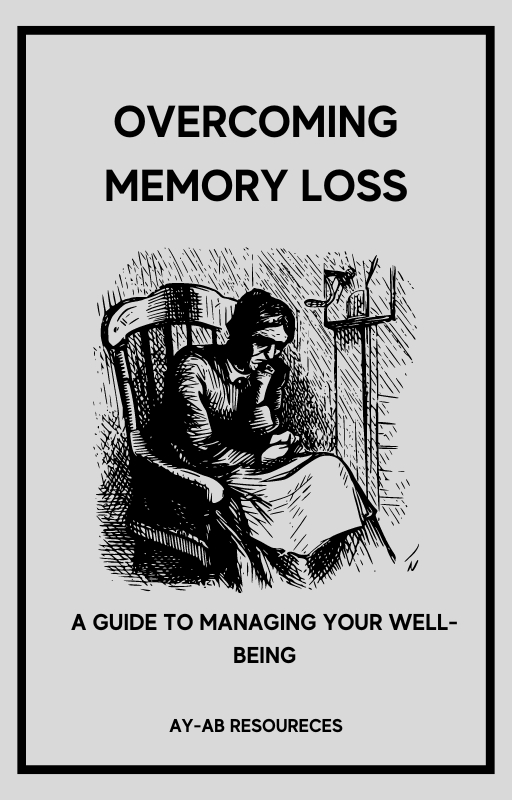 OVERCOMING
MEMORY LOSS
A GUIDE TO MANAGING YOUR WELL-
BEING
AY-AB RESOURECES